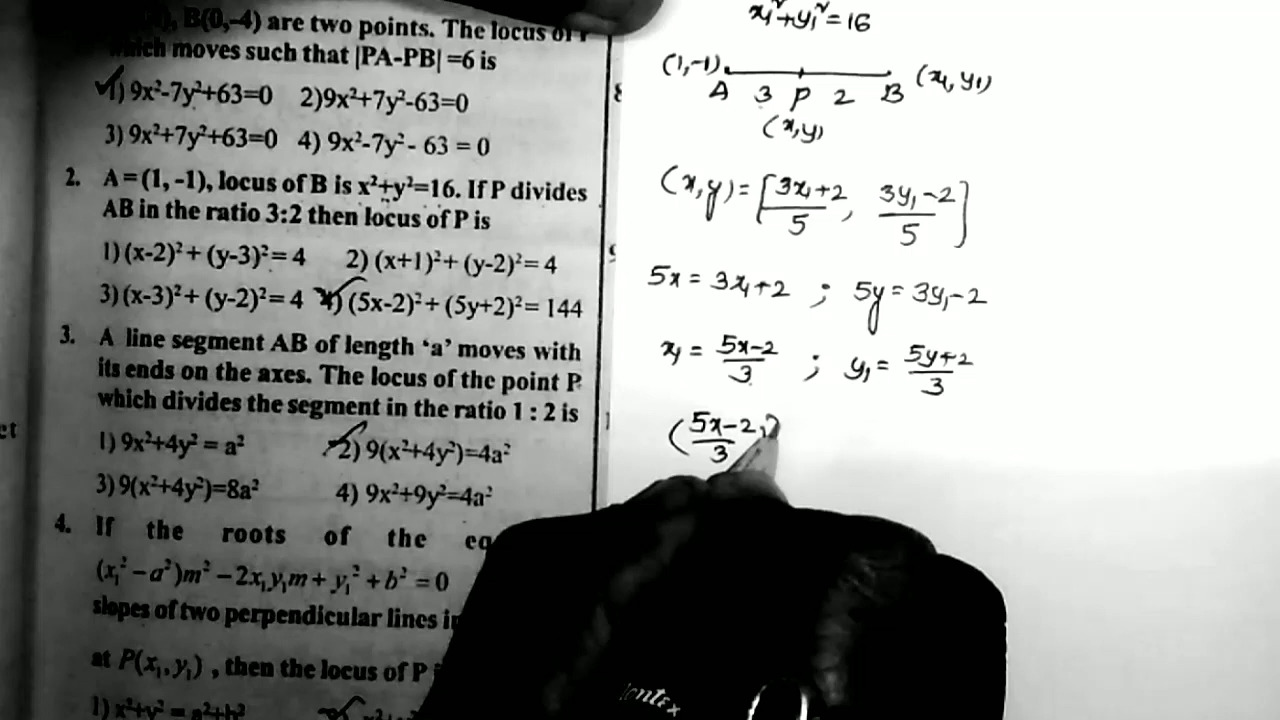 B(0,-4) are two points. The locus of P
which moves such that |PA-PB| =6 is
1) 9x²-7y²+63=0 2)9x²+7y²-63=0
3) 9x²+7y²+63=0 4) 9x²-7y²- 63 = 0
2. A = (1, -1), locus of B is x²+y²=16. If P divides
AB in the ratio 3:2 then locus of P is
1) (x-2)² + (y-3)² = 4 2) (x+1)² + (y-2)² = 4
3) (x-3)² + (y-2)² = 4 4) (5x-2)² + (5y+2)² = 144
3. A line segment AB of length ‘a’ moves with
its ends on the axes. The locus of the point P
which divides the segment in the ratio 1 : 2 is
1) 9x²+4y² = a² 2) 9(x²+4y²)=4a²
3) 9(x²+4y²)=8a² 4) 9x²+9y²=4a²
4. If the roots of the
(x₁² - a²)m² - 2x₁y₁m + y₁² + b² = 0
slopes of two perpendicular lines
at P(x₁, y₁) , then the locus of P
1) x²+y² = a²+b²
x₁²+y₁² = 16
(1,-1) (x₁, y₁)
A 3 P 2 B
(x,y)
(x,y) = [3x₁+2/5, 3y₁-2/5]
5x = 3x₁+2 ; 5y = 3y₁-2
x₁ = 5x-2/3 ; y₁ = 5y+2/3
(5x-2/3